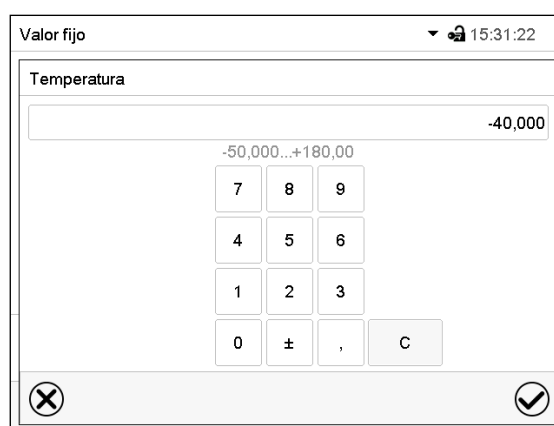 Valor fijo 15:31:22
Temperatura
-40,000
-50,000...+180,00
7 8 9
4 5 6
1 2 3
0 ± , C